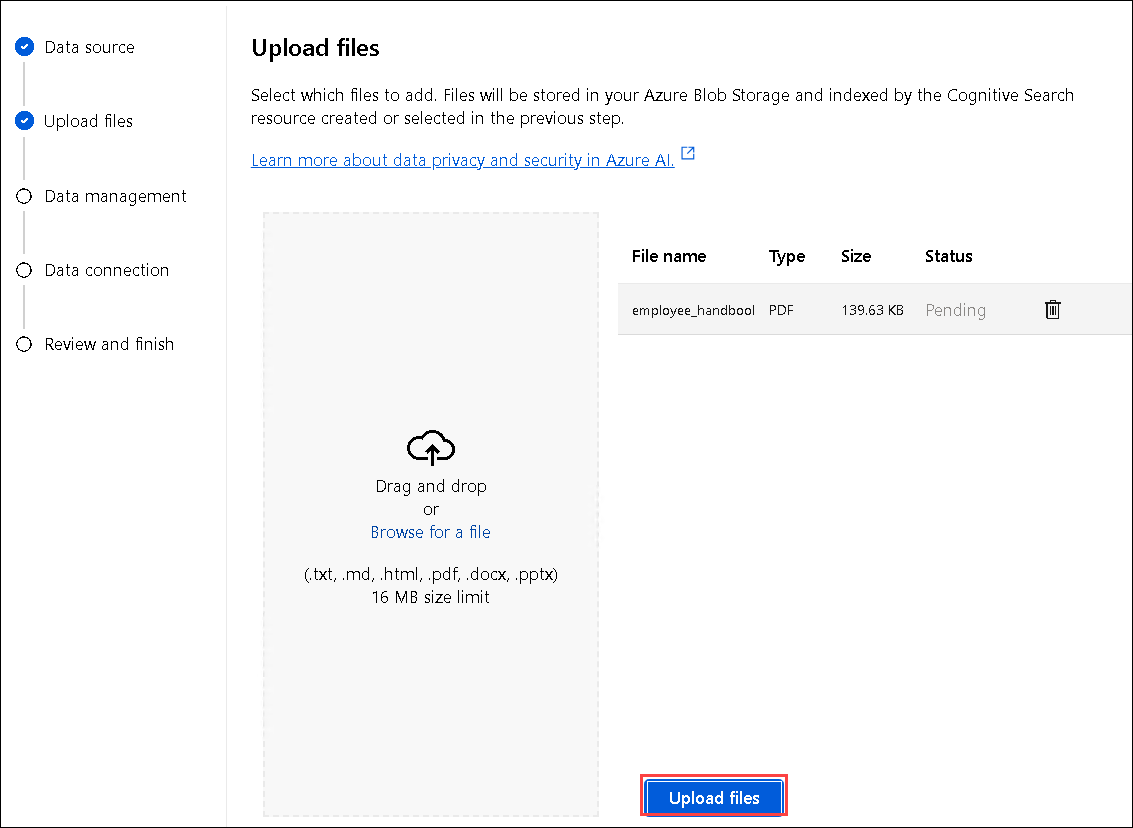 Data source
Upload files
Data management
Data connection
Review and finish
Upload files
Select which files to add. Files will be stored in your Azure Blob Storage and indexed by the Cognitive Search
resource created or selected in the previous step.
Learn more about data privacy and security in Azure AI.
File name Type Size Status
employee_handbool PDF 139.63 KB Pending
Drag and drop
or
Browse for a file
(.txt, .md, .html, .pdf, .docx, .pptx)
16 MB size limit
Upload files